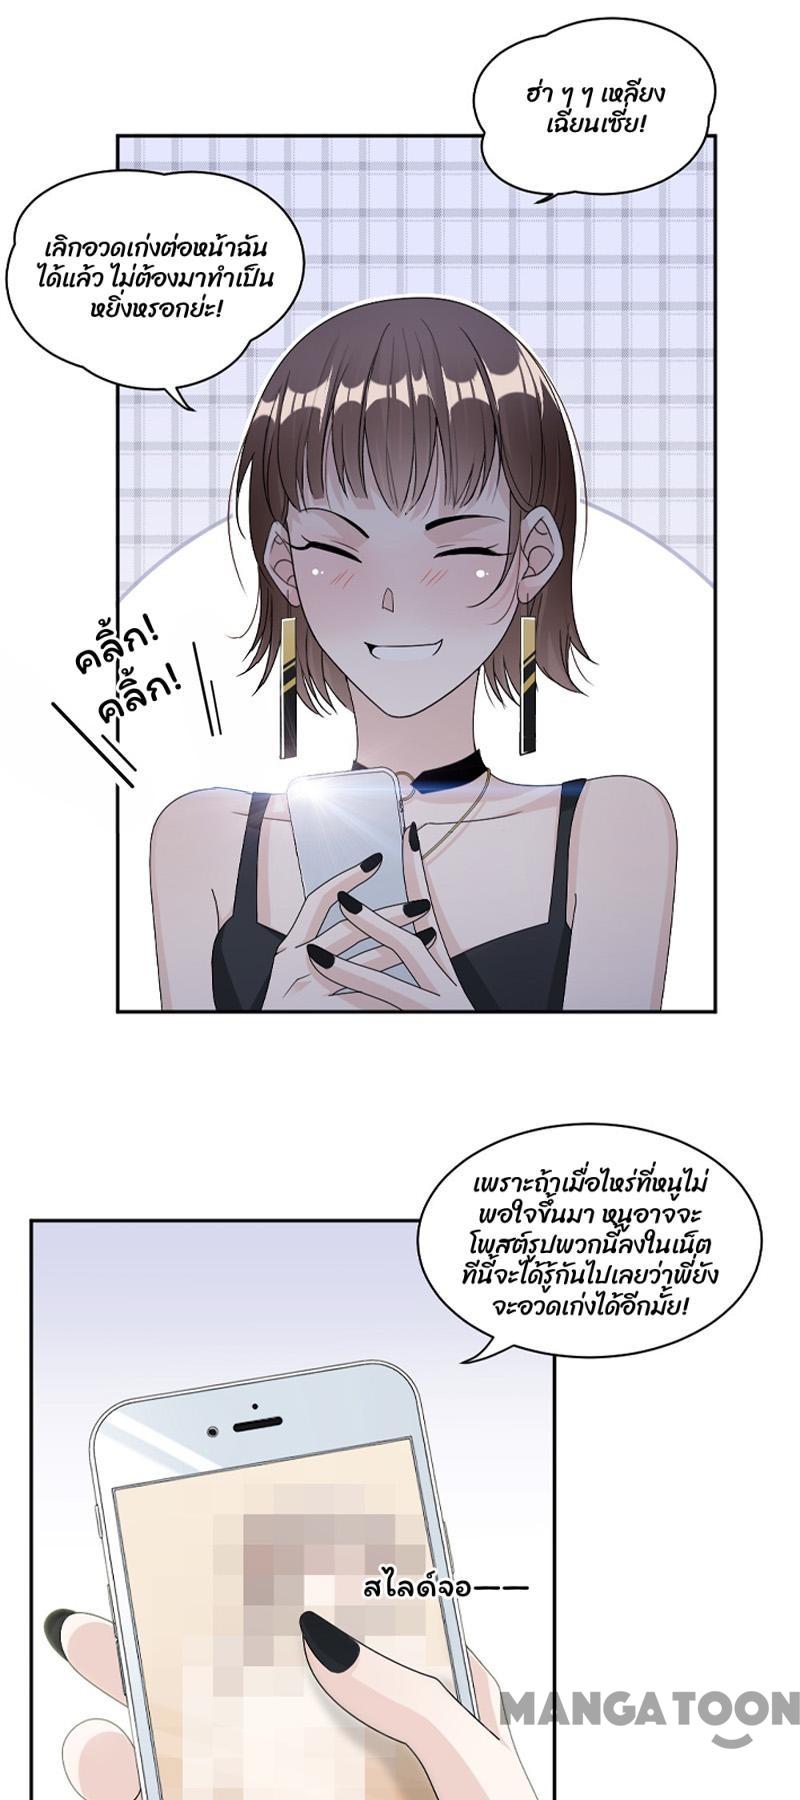 ฮ่า ๆ ๆ เหลียง
เฉียนเซี่ย!
เลิกอวดเก่งต่อหน้าฉัน
ได้แล้ว ไม่ต้องมาทำเป็น
หยิ่งหรอกย่ะ!
คลิ้ก!
คลิ้ก!
เพราะถ้าเมื่อไหร่ที่หนูไม่
พอใจขึ้นมา หนูอาจจะ
โพสต์รูปพวกนี้ลงในเน็ต
ทีนี้จะได้รู้กันไปเลยว่าพี่ยัง
จะอวดเก่งได้อีกมั้ย!
สไลด์จอ——
MANGATOON